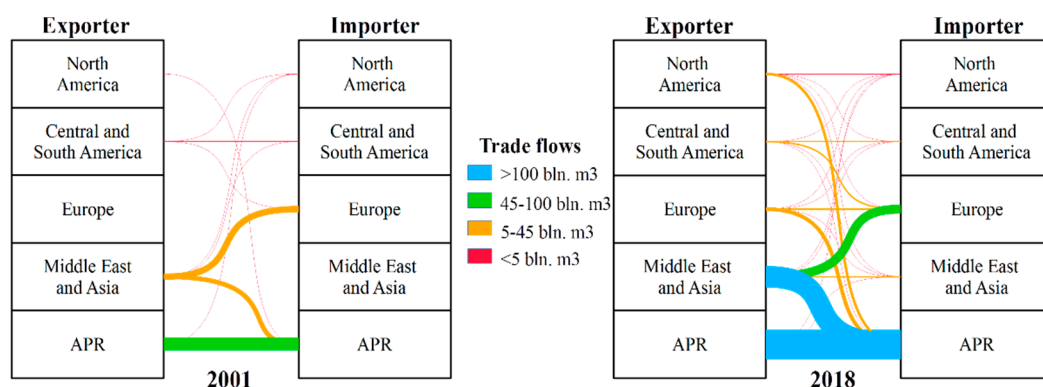 Exporter
Importer
North
America
North
America
Central and
South America
Central and
South America
Europe
Europe
Middle East
and Asia
Middle East
and Asia
APR
APR
2001
Trade flows
>100 bln. m3
45-100 bln. m3
5-45 bln. m3
<5 bln. m3
Exporter
Importer
North
America
North
America
Central and
South America
Central and
South America
Europe
Europe
Middle East
and Asia
Middle East
and Asia
APR
APR
2018